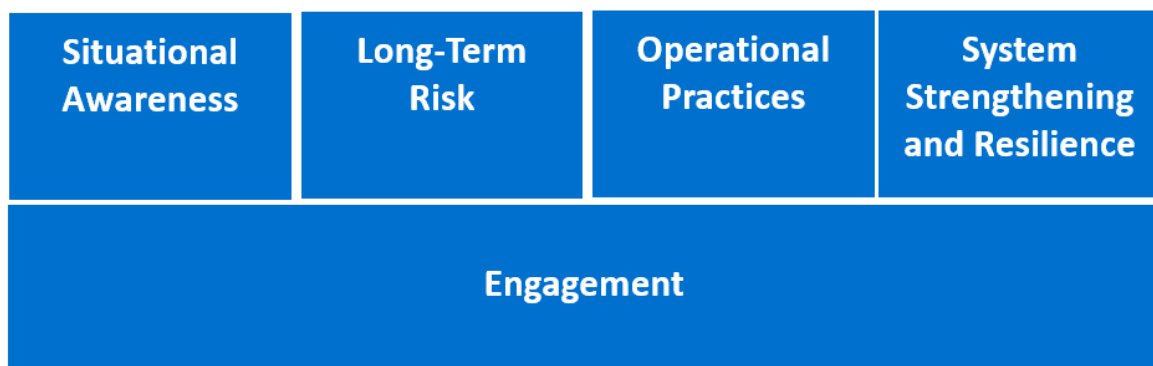 Situational
Awareness
Long-Term
Risk
Operational
Practices
System
Strengthening
and Resilience
Engagement